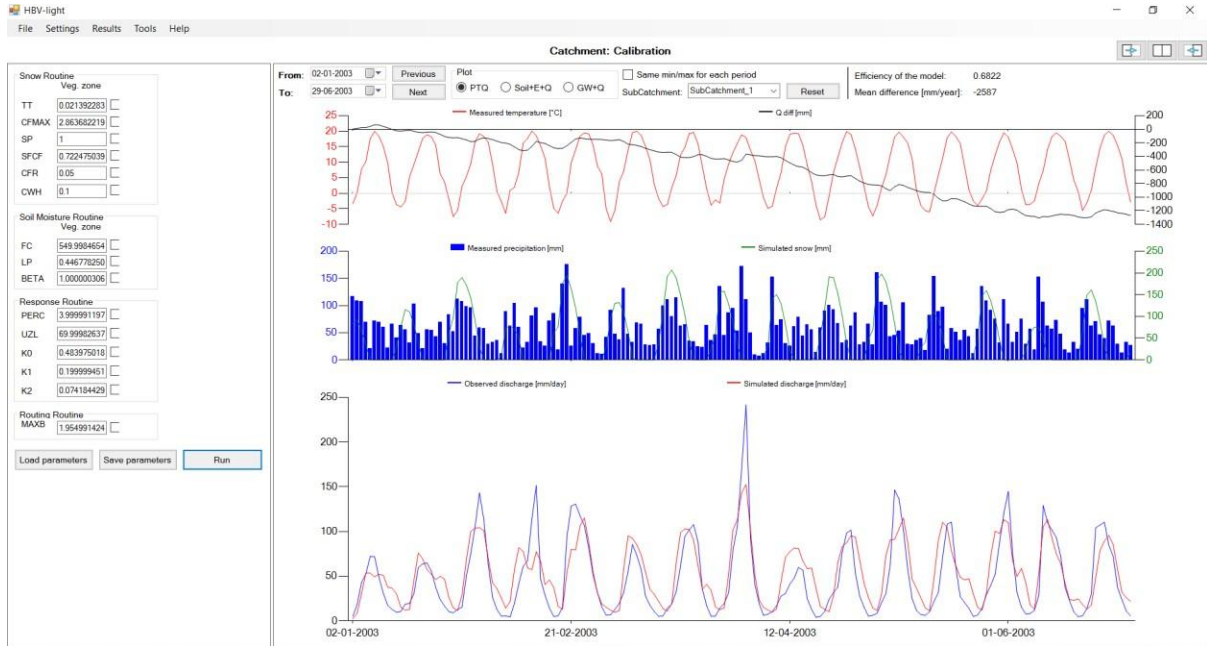 HBV-light
File Settings Results Tools Help
Catchment: Calibration
Snow Routine
Veg. zone
TT 0.021392283
CFMAX 2.863682219
SP 1
SFCF 0.722475039
CFR 0.05
CWH 0.1
Soil Moisture Routine
Veg. zone
FC 549.9984654
LP 0.446778250
BETA 1.000000306
Response Routine
PERC 3.999991197
UZL 69.99982637
K0 0.483975018
K1 0.199999451
K2 0.074184429
Routing Routine
MAXB 1.954991424
Load parameters Save parameters Run
From: 02-01-2003 Previous
To: 29-06-2003 Next
Plot
PTQ Soil+E+Q GW+Q
Same min/max for each period
SubCatchment: SubCatchment_1 Reset
Efficiency of the model: 0.6822
Mean difference [mm/year]: -2587
Measured temperature [°C] Q diff [mm]
25 200
20 0
15 -200
10 -400
5 -600
0 -800
-5 -1000
-10 -1200
-1400
Measured precipitation [mm] Simulated snow [mm]
200 250
150 200
100 150
50 100
0 50
0
Observed discharge [mm/day] Simulated discharge [mm/day]
250
200
150
100
50
0
02-01-2003 21-02-2003 12-04-2003 01-06-2003